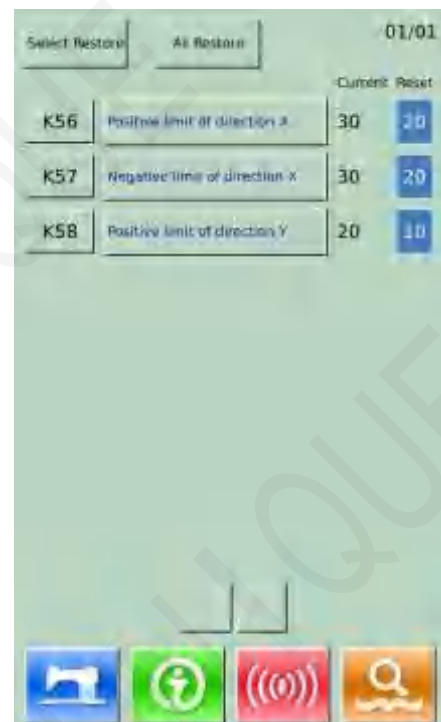 01/01
Select Restore All Restore
Current Reset
K56 Positive limit of direction X 30 20
K57 Negative limit of direction X 30 20
K58 Positive limit of direction Y 20 10